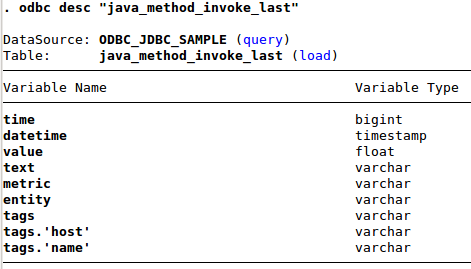 . odbc desc "java_method_invoke_last"
DataSource: ODBC_JDBC_SAMPLE (query)
Table: java_method_invoke_last (load)
Variable Name Variable Type
time bigint
datetime timestamp
value float
text varchar
metric varchar
entity varchar
tags varchar
tags.'host' varchar
tags.'name' varchar